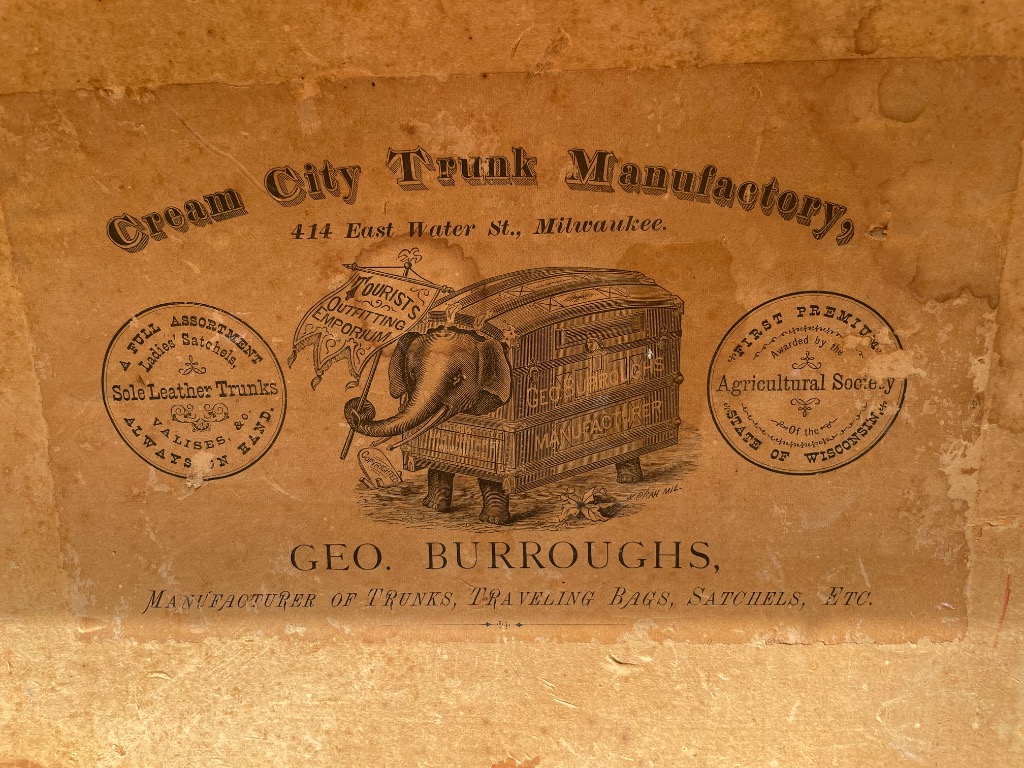 Cream City Trunk Manufactory,
414 East Water St., Milwaukee.
TOURIST'S
OUTFITTING
EMPORIUM
A FULL ASSORTMENT
Ladies' Satchels,
Sole Leather Trunks
VALISES, &c.
ALWAYS ON HAND.
GEO. BURROUGHS
MANUFACTURER
COPYRIGHT
FIRST PREMIUM
Awarded by the
Agricultural Society
Of the
STATE OF WISCONSIN.
MIL.
GEO. BURROUGHS,
MANUFACTURER OF TRUNKS, TRAVELING BAGS, SATCHELS, ETC.